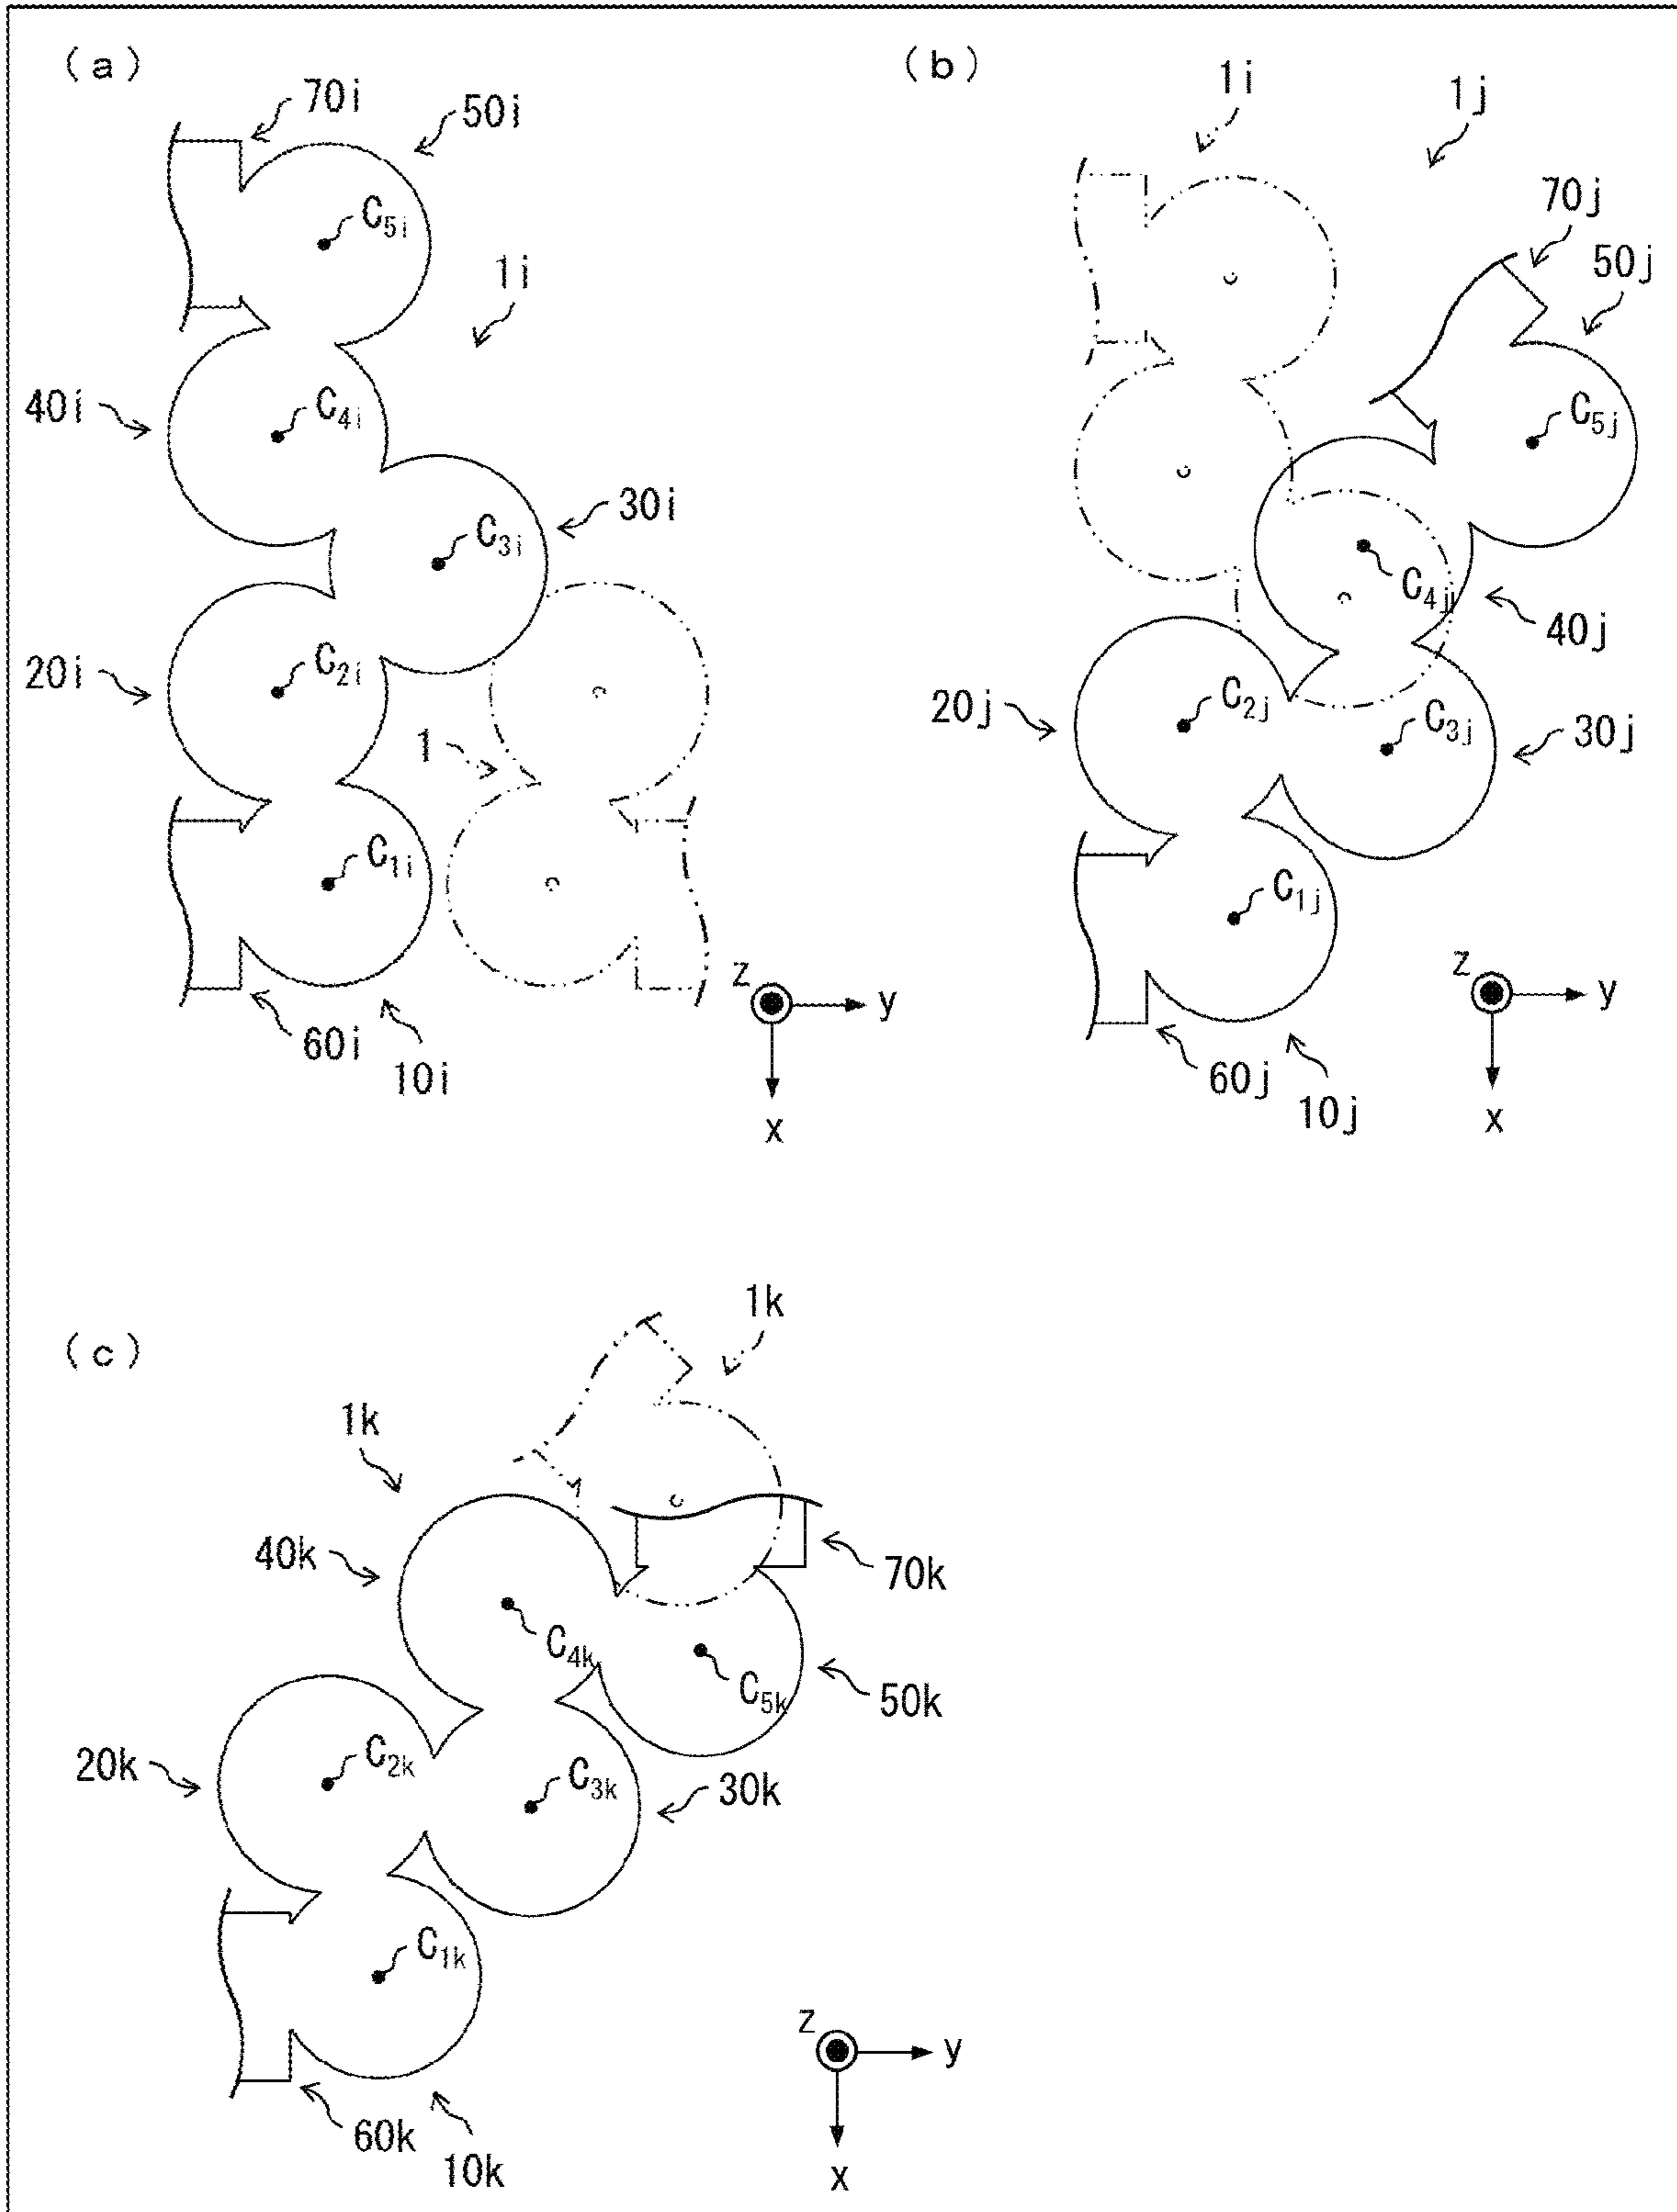 (a)
70i
50i
C5i
1i
40i
C4i
30i
C3i
20i
C2i
1
C1i
60i
10i
z
y
x
(b)
1i
1j
70j
50j
C5j
C4j
40j
20j
C2j
C3j
30j
C1j
60j
10j
z
y
x
(c)
1k
1k
40k
70k
C4k
C5k
50k
20k
C2k
C3k
30k
C1k
60k
10k
z
y
x